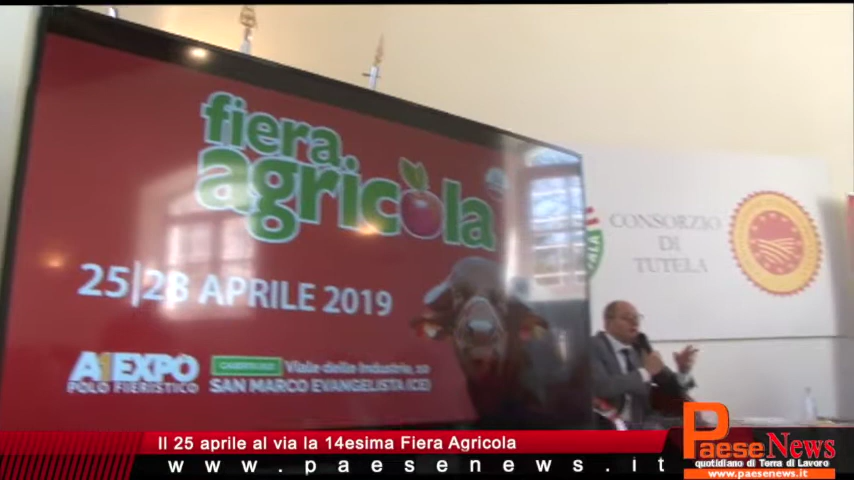 fiera
agricola
25|28 APRILE 2019
A1EXPO
POLO FIERISTICO
Viale delle Industrie, 10
SAN MARCO EVANGELISTA (CE)
CONSORZIO
DI
TUTELA
Il 25 aprile al via la 14esima Fiera Agricola
www.paesenews.it
PaeseNews
quotidiano di Terra di Lavoro
www.paesenews.it